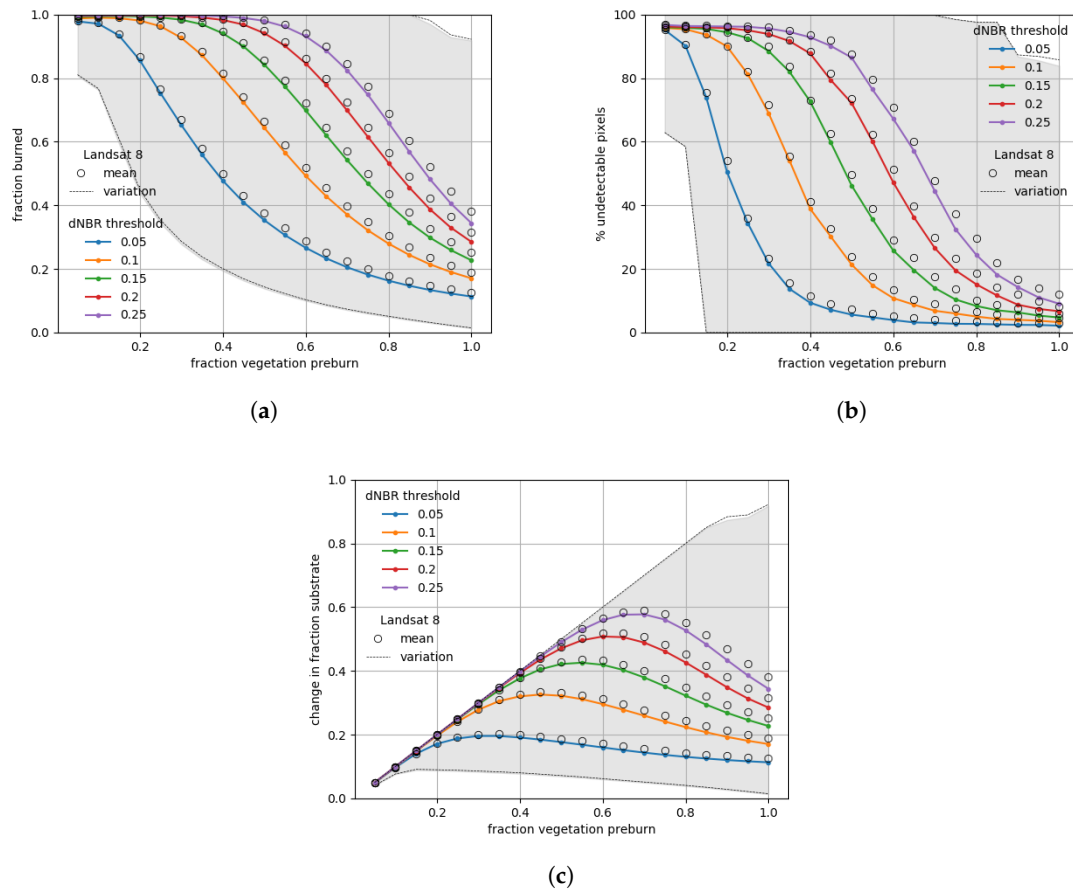 1.0
0.8
0.6
0.4
0.2
0.0
fraction burned
Landsat 8
mean
variation
dNBR threshold
0.05
0.1
0.15
0.2
0.25
0.2
0.4
0.6
0.8
1.0
fraction vegetation preburn
(a)
100
80
60
40
20
0
% undetectable pixels
dNBR threshold
0.05
0.1
0.15
0.2
0.25
Landsat 8
mean
variation
0.2
0.4
0.6
0.8
1.0
fraction vegetation preburn
(b)
1.0
0.8
0.6
0.4
0.2
0.0
change in fraction substrate
dNBR threshold
0.05
0.1
0.15
0.2
0.25
Landsat 8
mean
variation
0.2
0.4
0.6
0.8
1.0
fraction vegetation preburn
(c)